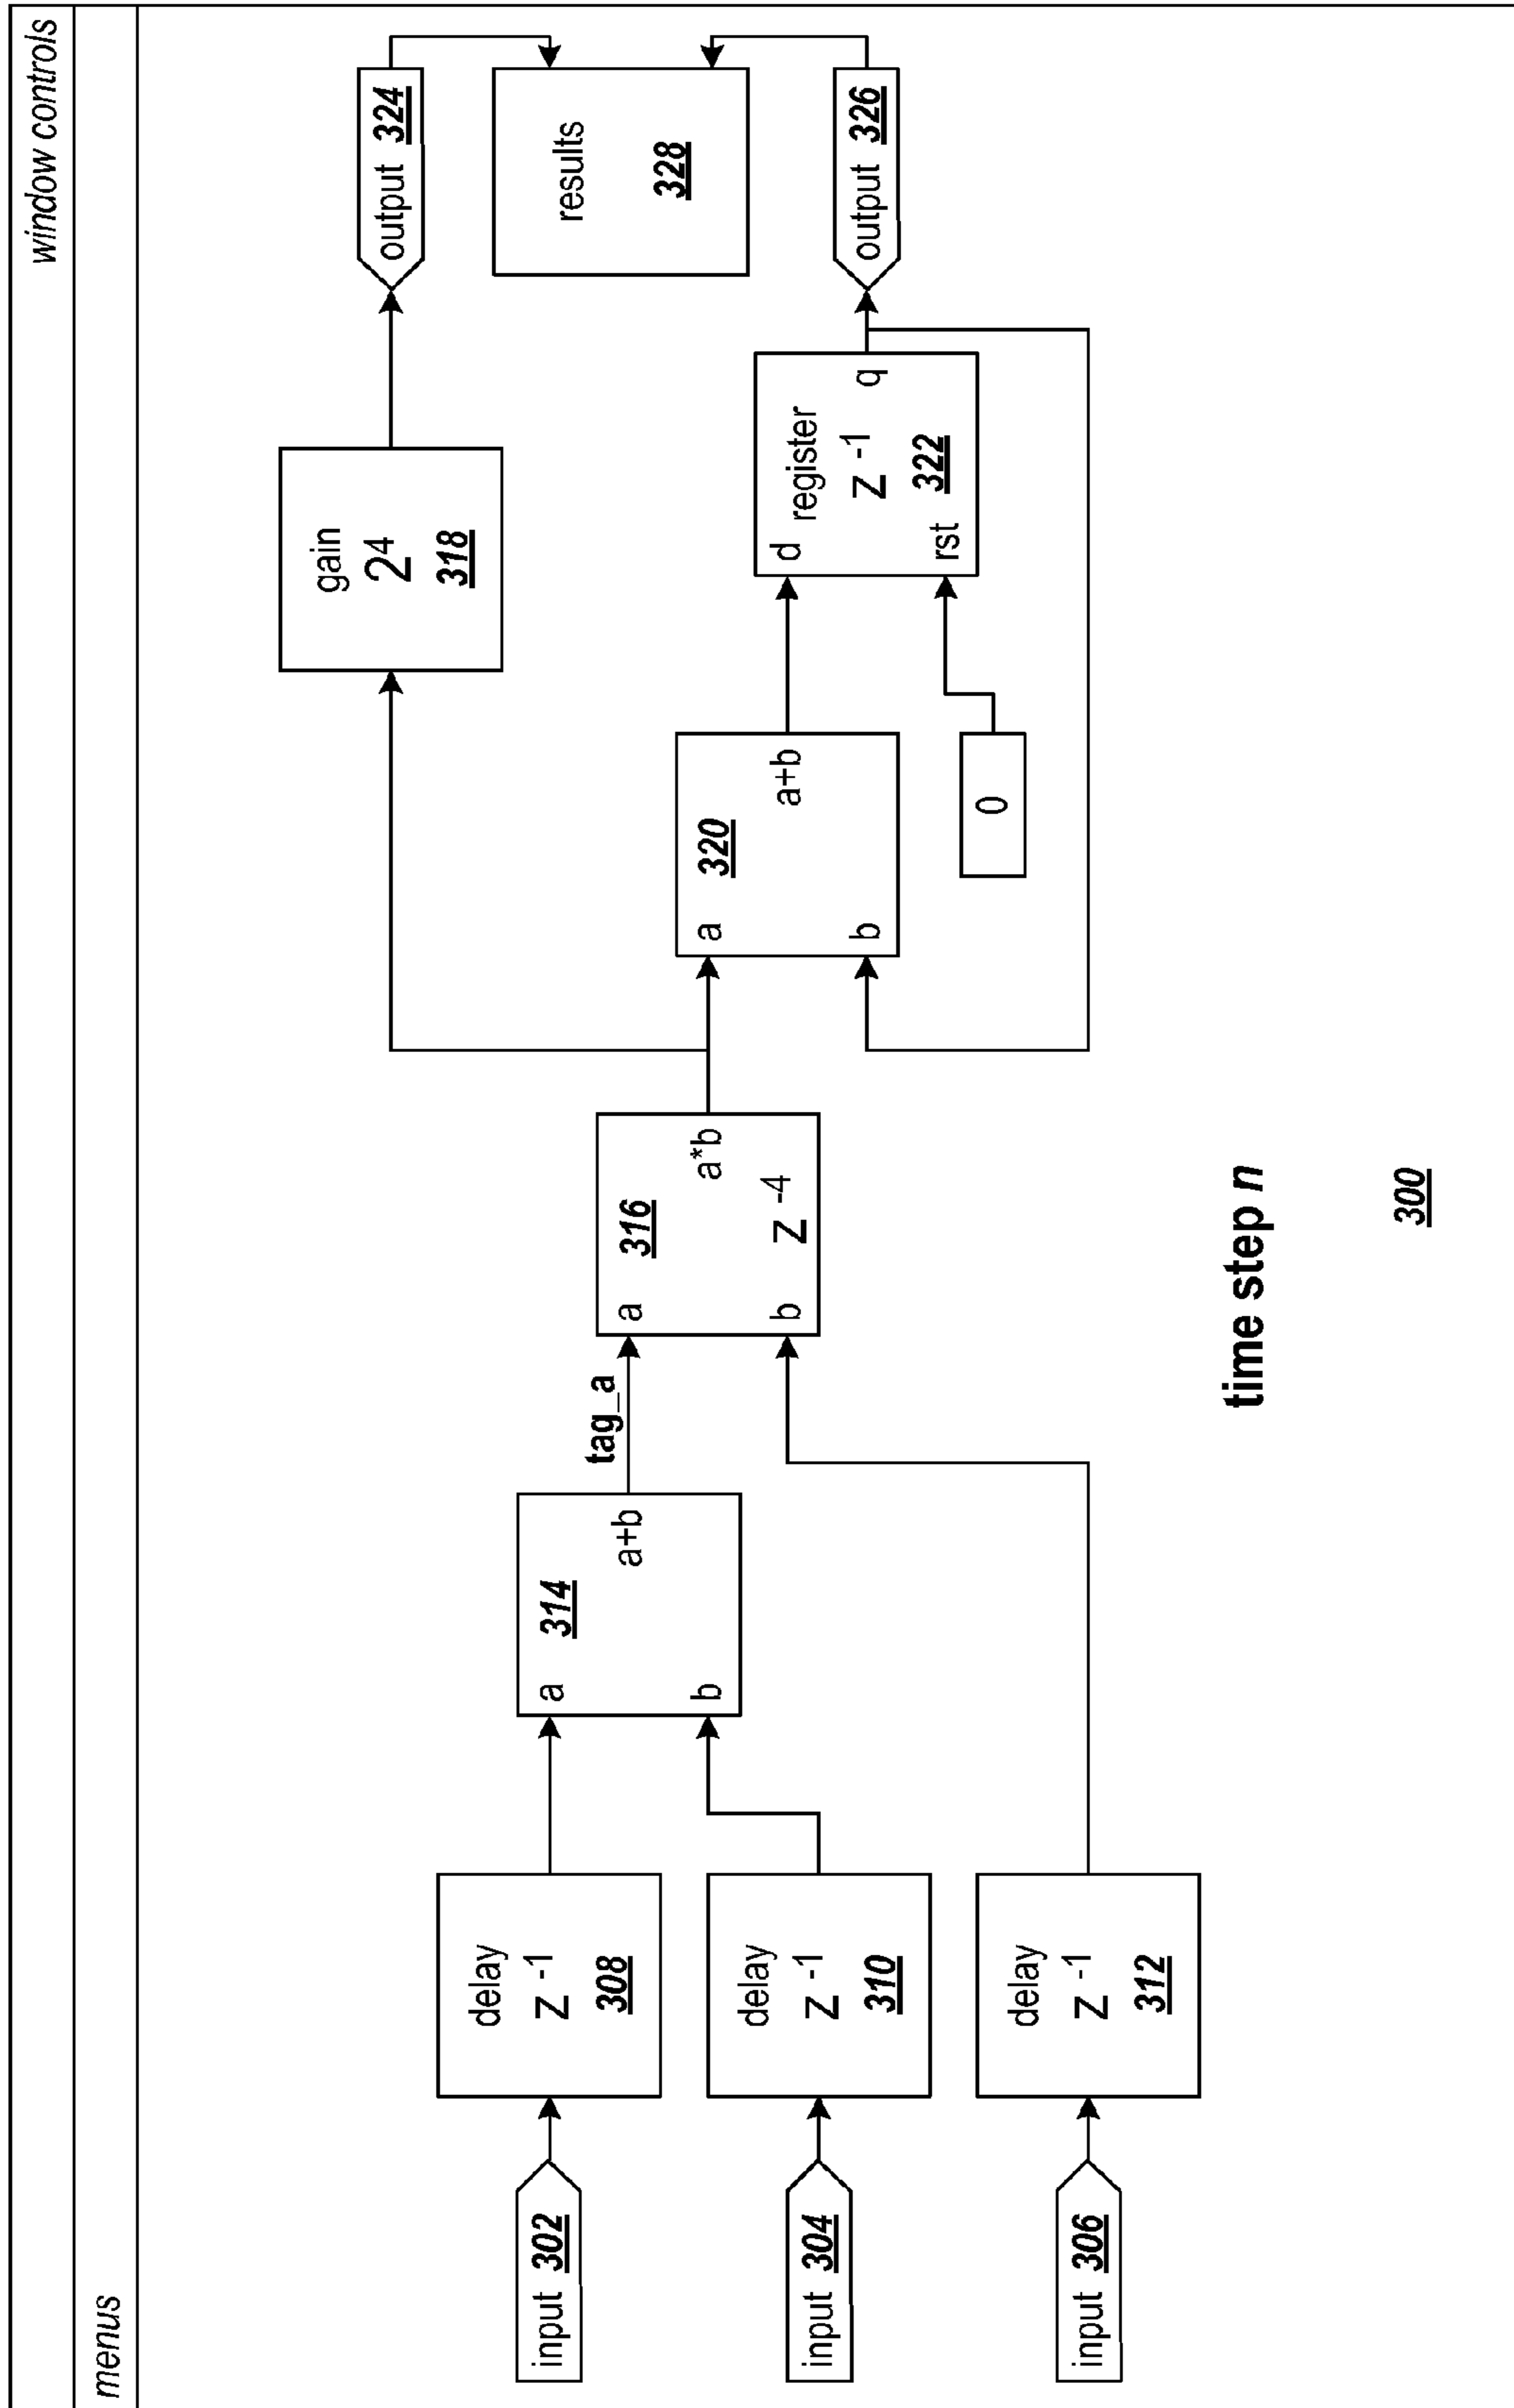 window controls
menus
input 302
input 304
input 306
delay
z -1
308
delay
z -1
310
delay
z -1
312
a
314
a+b
b
tag_a
a
316
a*b
b
z -4
gain
2 4
318
a
320
a+b
b
0
d
register
z -1
q
322
rst
output 324
results
328
output 326
time step n
300